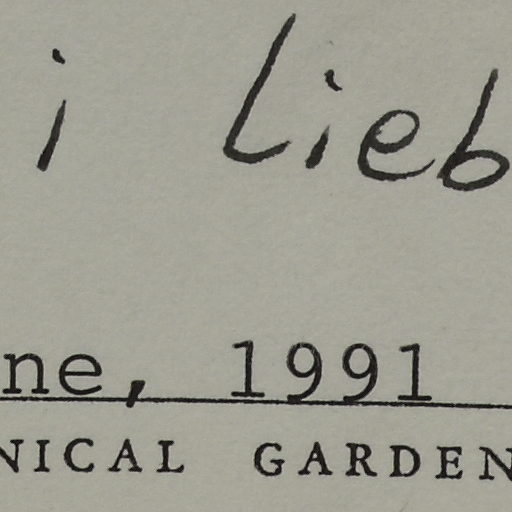 i Lieb
ne, 1991
NICAL GARDEN